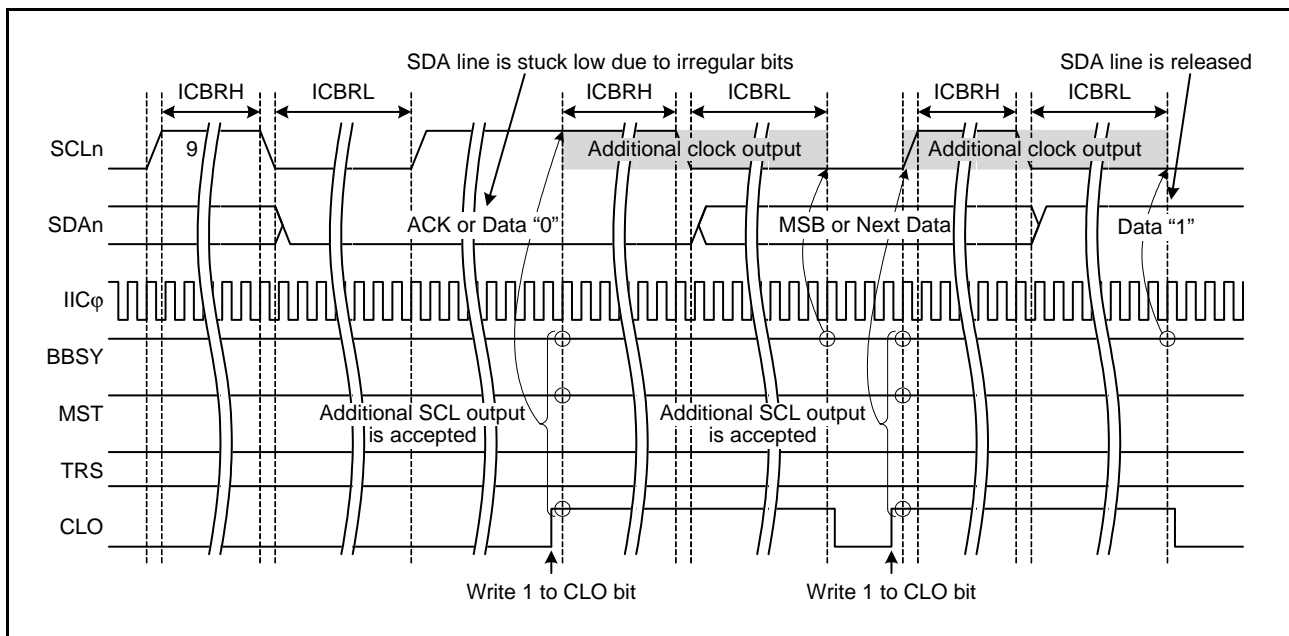 SDA line is stuck low due to irregular bits
SDA line is released
ICBRH
ICBRL
ICBRH
ICBRL
ICBRH
ICBRL
SCLn
9
Additional clock output
Additional clock output
SDAn
ACK or Data “0”
MSB or Next Data
Data “1”
IICφ
BBSY
MST
Additional SCL output
is accepted
Additional SCL output
is accepted
TRS
CLO
Write 1 to CLO bit
Write 1 to CLO bit